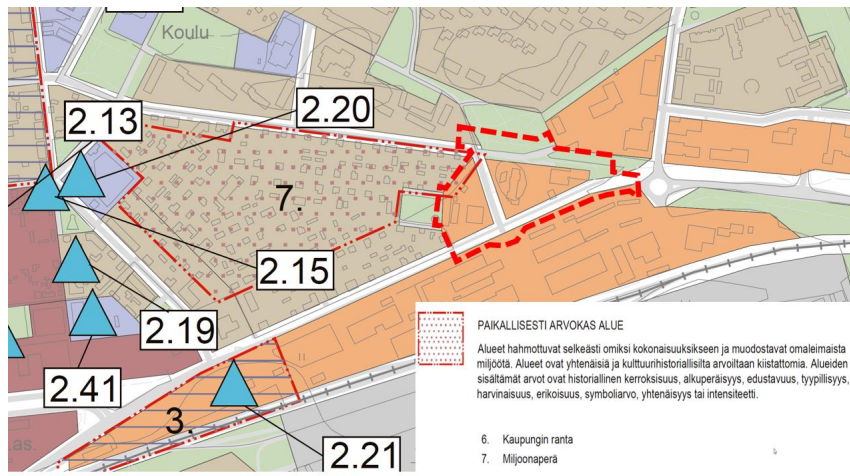 Koulu
2.20
2.13
7.
2.15
2.19
2.41
3.
2.21
as.
PAIKALLISESTI ARVOKAS ALUE
Alueet hahmottuvat selkeästi omiksi kokonaisuuksikseen ja muodostavat omaleimaista
miljöötä. Alueet ovat yhtenäisiä ja kulttuurihistoriallisilta arvoiltaan kiistattomia. Alueiden
sisältämät arvot ovat historiallinen kerroksisuus, alkuperäisyys, edustavuus, tyypillisyys,
harvinaisuus, erikoisuus, symboliarvo, yhtenäisyys tai intensiteetti.
6. Kaupungin ranta
7. Miljoonaperä